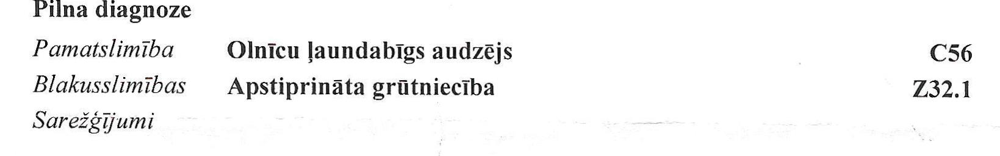 Pilna diagnoze
Pamatslimība Olnīcu ļaundabīgs audzējs C56
Blakusslimības Apstiprināta grūtniecība Z32.1
Sarežģījumi